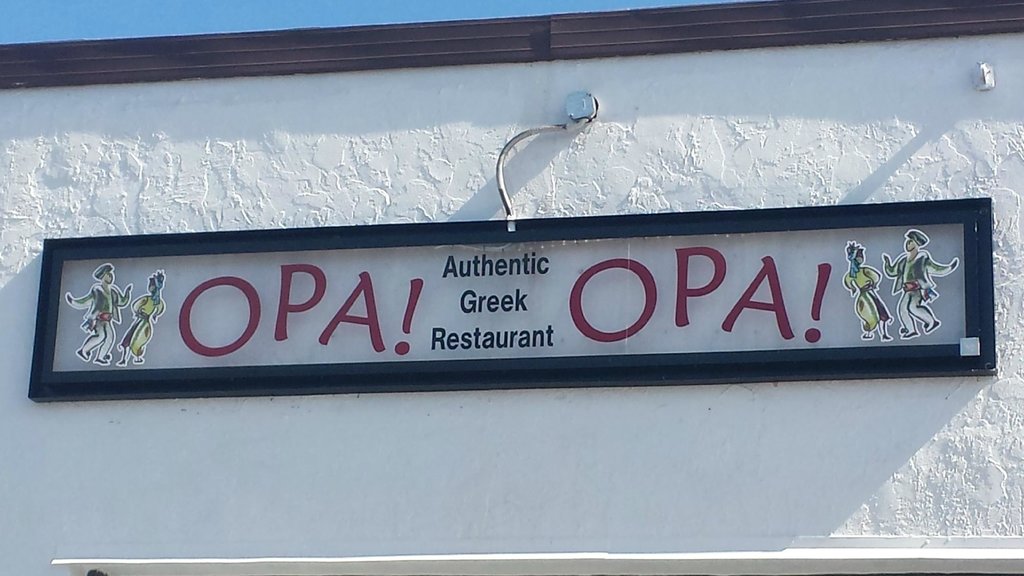 OPA!
Authentic
Greek
Restaurant
OPA!